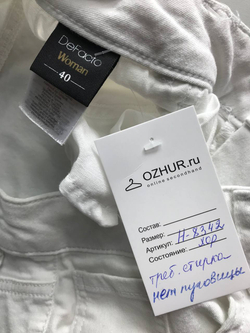 DeFacto
Woman
40
OZHUR.ru
online secondhand
Состав:
Размер:
Артикул: Н-8342
Состояние: хор
треб. стирка
нет пуговицы